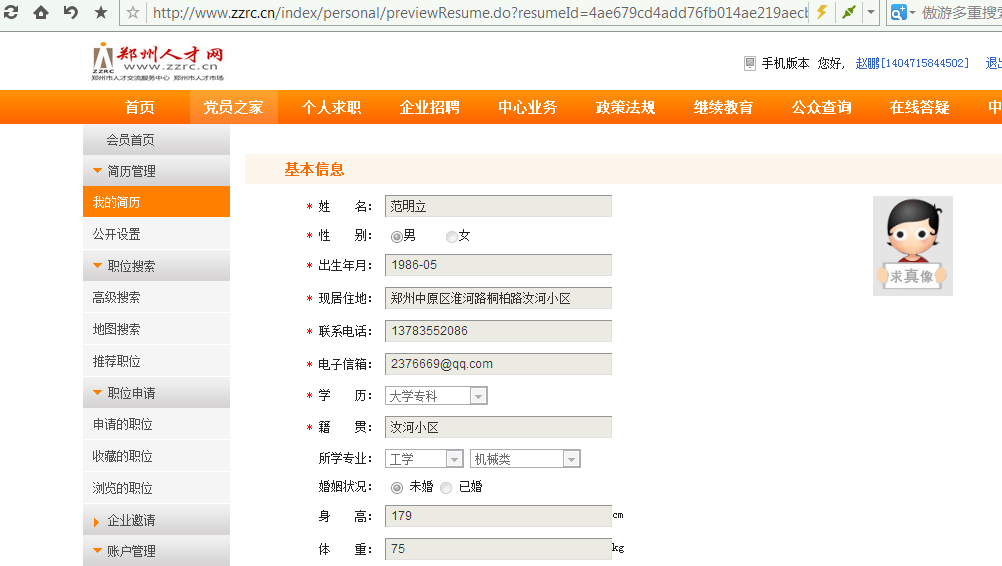 http://www.zzrc.cn/index/personal/previewResume.do?resumeId=4ae679cd4add76fb014ae219aecb
傲游多重搜索
郑州人才网
www.zzrc.cn
ZZRC
郑州市人才交流服务中心 郑州市人才市场
手机版本 您好, 赵鹏[1404715844502] 退出
首页 党员之家 个人求职 企业招聘 中心业务 政策法规 继续教育 公众查询 在线答疑 中
会员首页
简历管理
我的简历
公开设置
职位搜索
高级搜索
地图搜索
推荐职位
职位申请
申请的职位
收藏的职位
浏览的职位
企业邀请
账户管理
基本信息
* 姓 名: 范明立
* 性 别: 男 女
* 出生年月: 1986-05
* 现居住地: 郑州中原区淮河路桐柏路汝河小区
* 联系电话: 13783552086
* 电子信箱: 2376669@qq.com
* 学 历: 大学专科
* 籍 贯: 汝河小区
所学专业: 工学 机械类
婚姻状况: 未婚 已婚
身 高: 179 cm
体 重: 75 kg
求真像